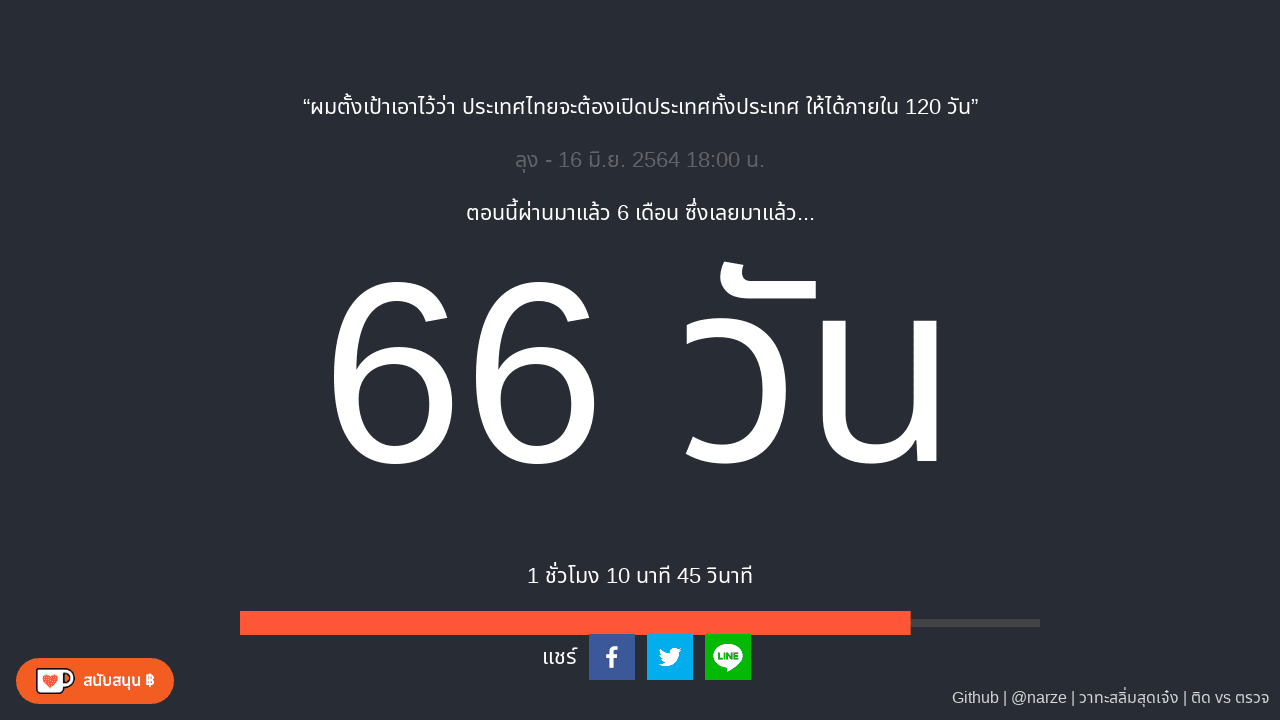 “ผมตั้งเป้าเอาไว้ว่า ประเทศไทยจะต้องเปิดประเทศทั้งประเทศ ให้ได้ภายใน 120 วัน”
ลุง - 16 มิ.ย. 2564 18:00 น.
ตอนนี้ผ่านมาแล้ว 6 เดือน ซึ่งเลยมาแล้ว...
66 วัน
1 ชั่วโมง 10 นาที 45 วินาที
แชร์
LINE
สนับสนุน ฿
Github | @narze | วาทะสลิ่มสุดเจ๋ง | ติด vs ตรวจ